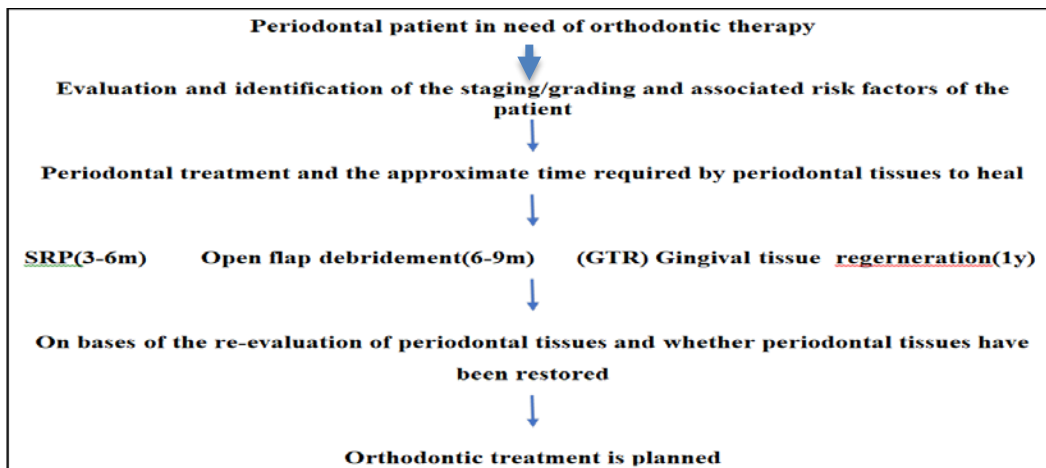 Periodontal patient in need of orthodontic therapy
Evaluation and identification of the staging/grading and associated risk factors of the
patient
Periodontal treatment and the approximate time required by periodontal tissues to heal
SRP(3-6m) Open flap debridement(6-9m) (GTR) Gingival tissue regerneration(1y)
On bases of the re-evaluation of periodontal tissues and whether periodontal tissues have
been restored
Orthodontic treatment is planned